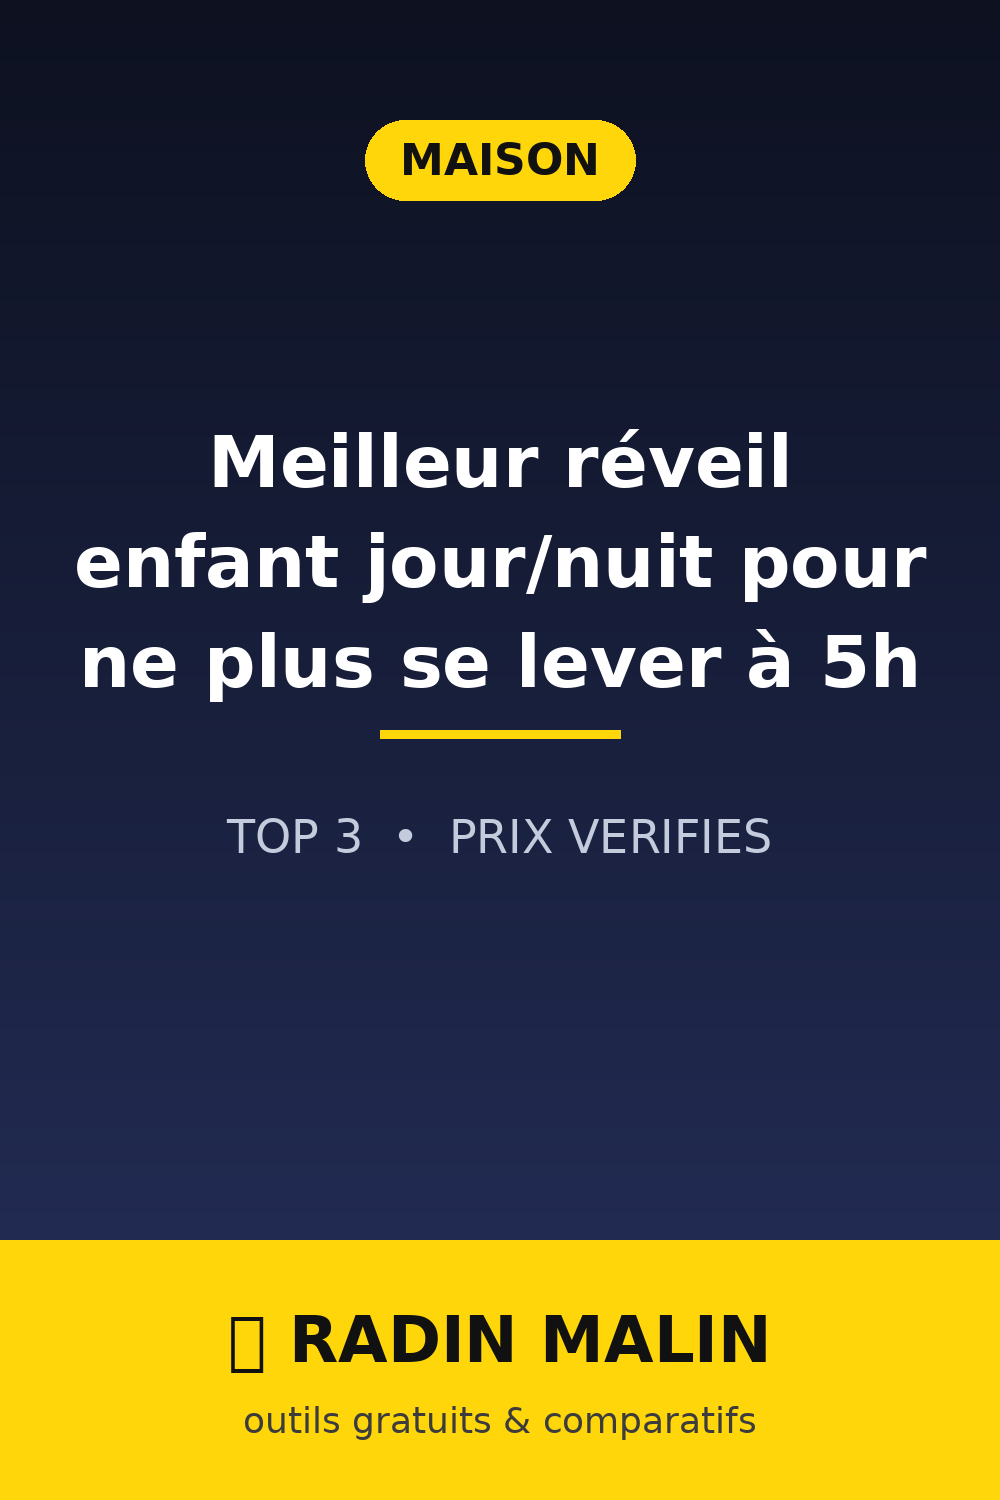 MAISON
Meilleur réveil
enfant jour/nuit pour
ne plus se lever à 5h
TOP 3 • PRIX VERIFIES
RADIN MALIN
outils gratuits & comparatifs